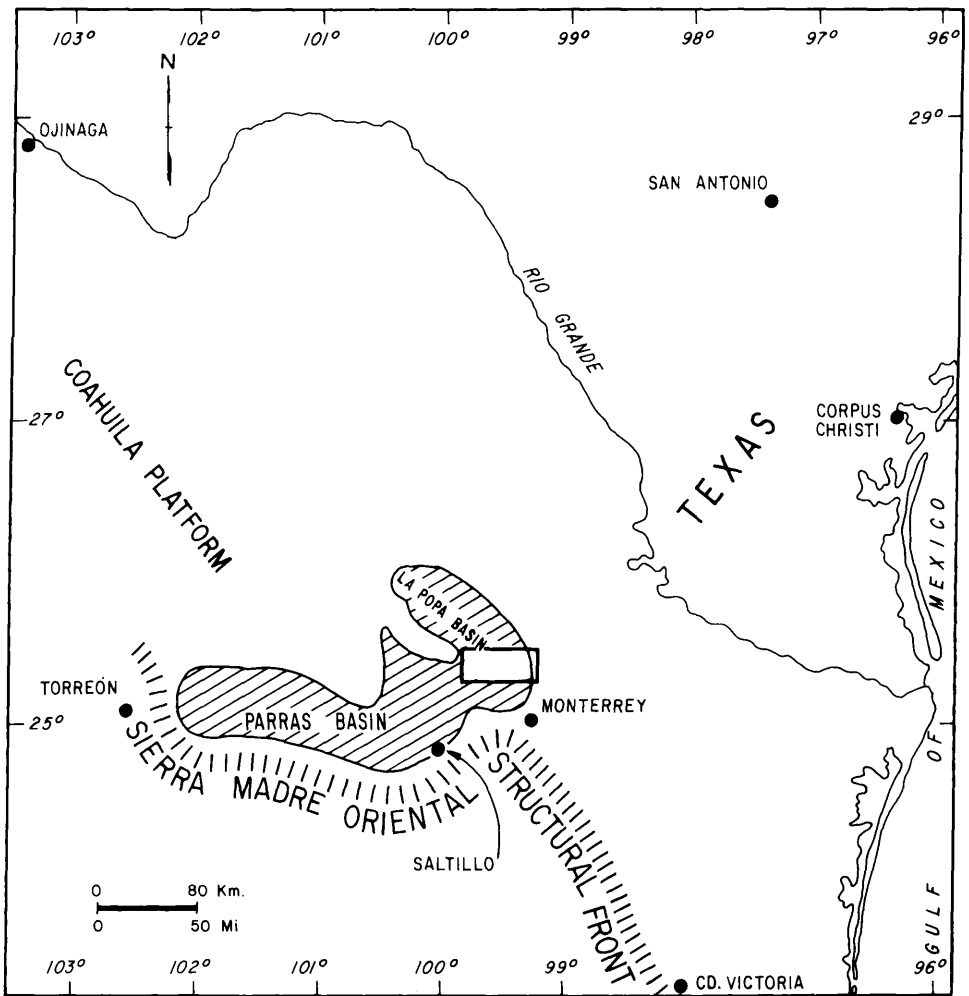 103° 102° 101° 100° 99° 98° 97° 96°
N
OJINAGA
29°
SAN ANTONIO
RIO GRANDE
COAHUILA PLATFORM
27°
CORPUS
CHRISTI
TEXAS
LA POPA BASIN
TORREÓN
MONTERREY
25°
PARRAS BASIN
SIERRA MADRE ORIENTAL
STRUCTURAL FRONT
SALTILLO
GULF OF MEXICO
0 80 Km.
0 50 Mi
CD. VICTORIA
103° 102° 101° 100° 99° 96°